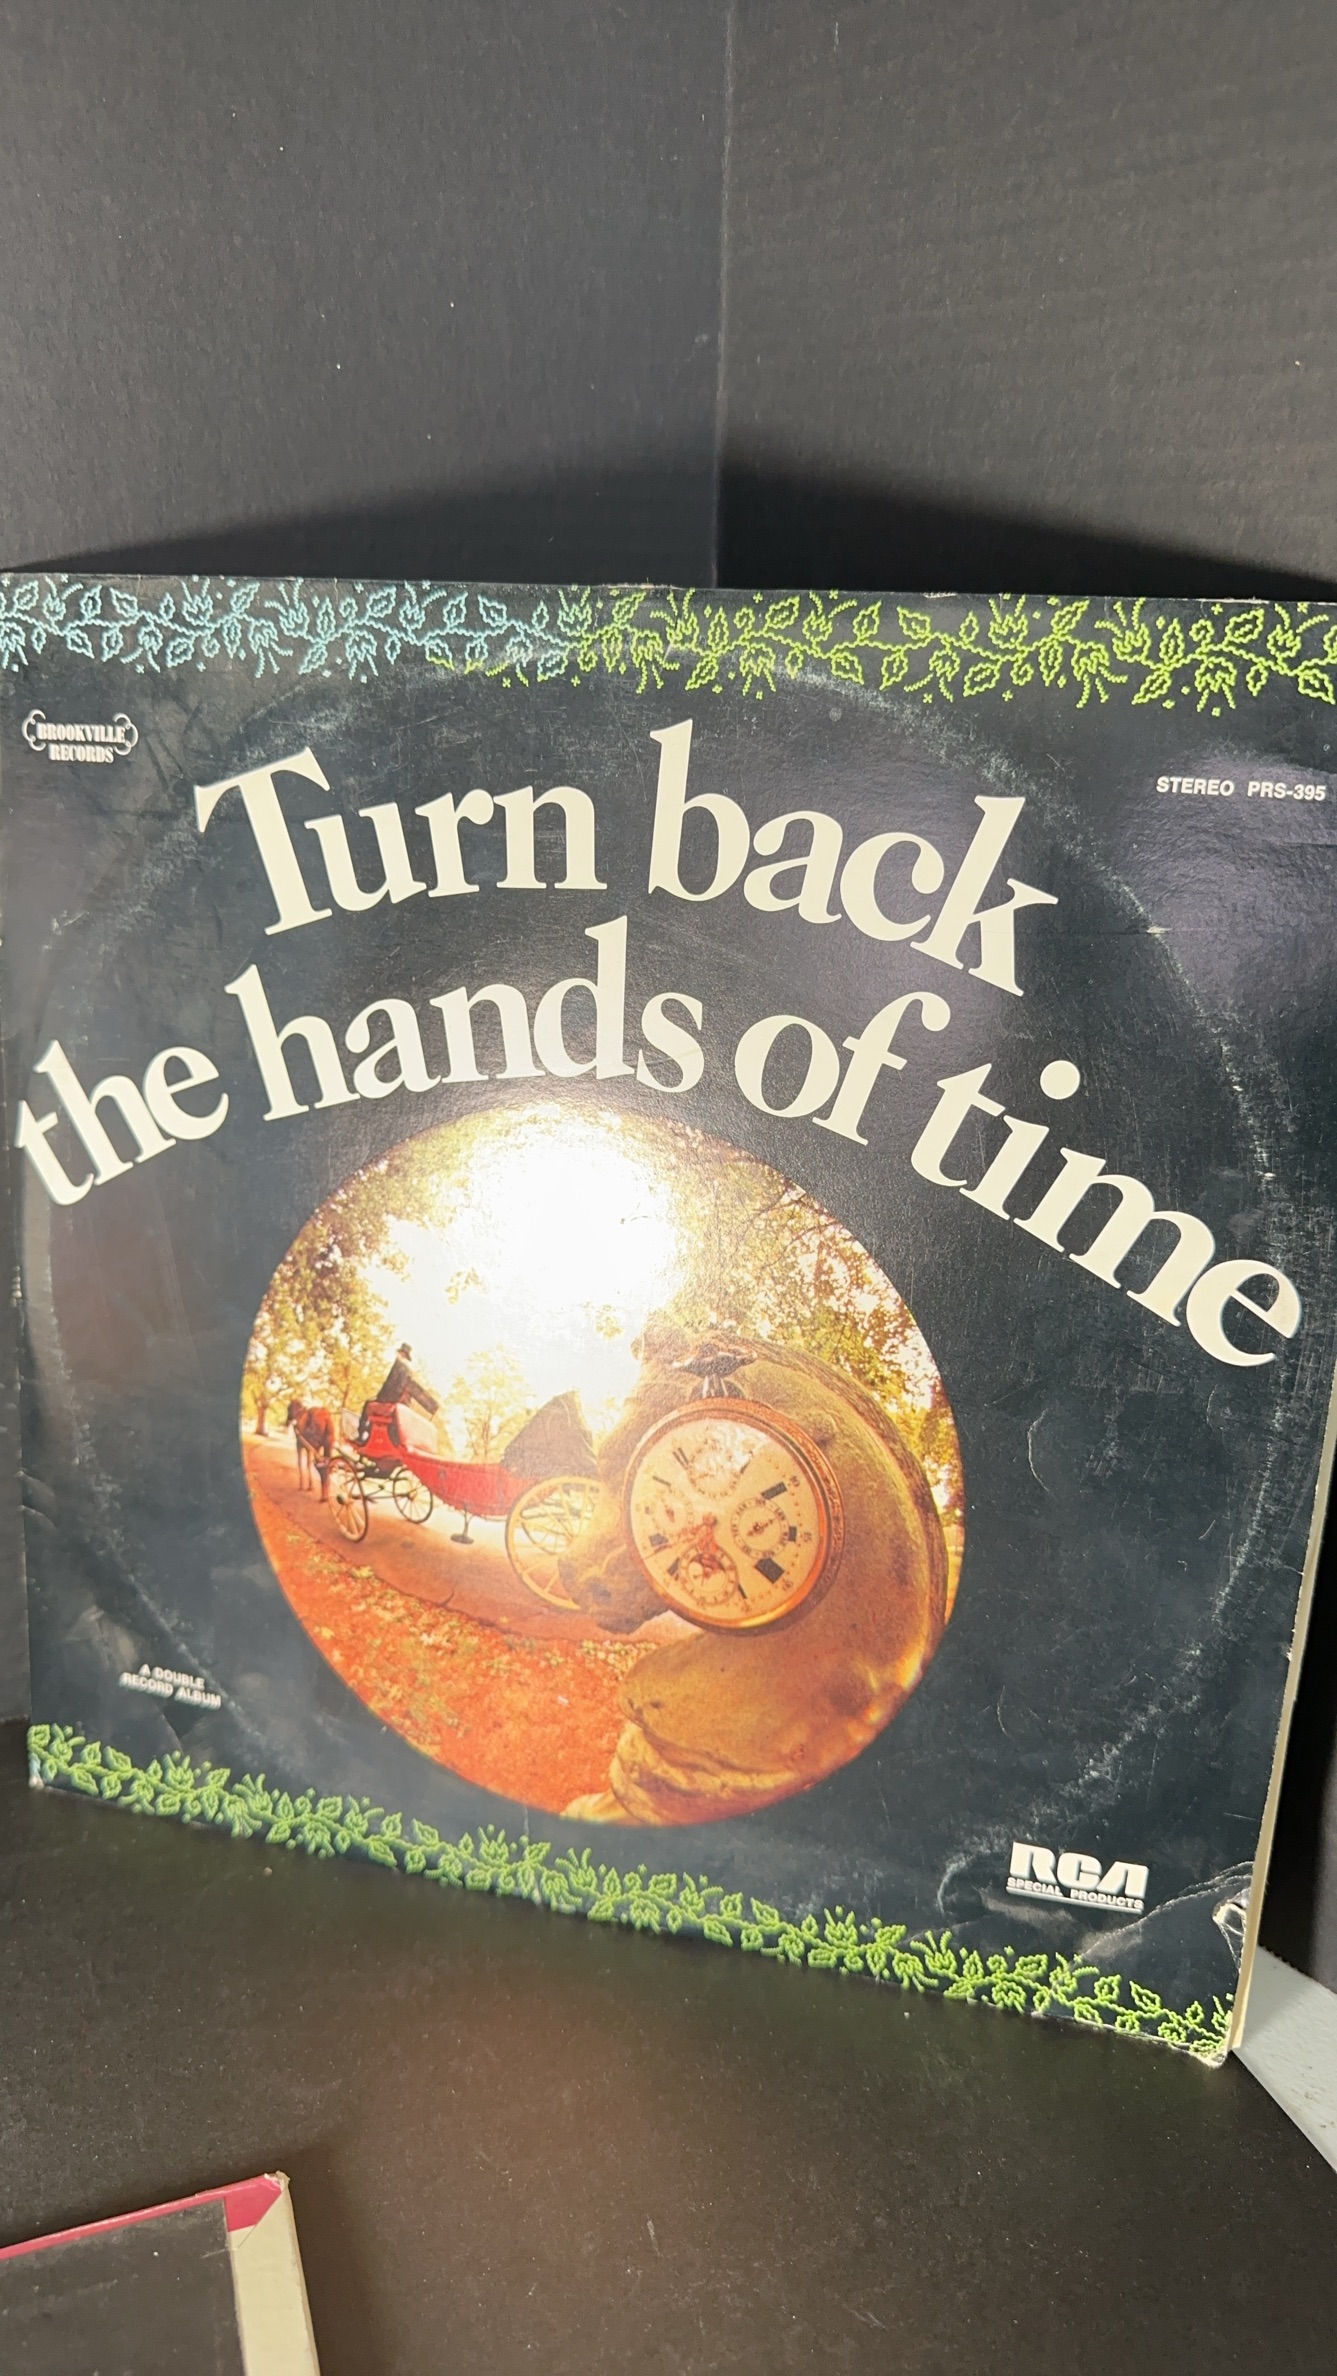 BROOKVILLE
RECORDS
STEREO PRS-395
Turn back
the hands of time
A DOUBLE
RECORD ALBUM
RCA
SPECIAL PRODUCTS